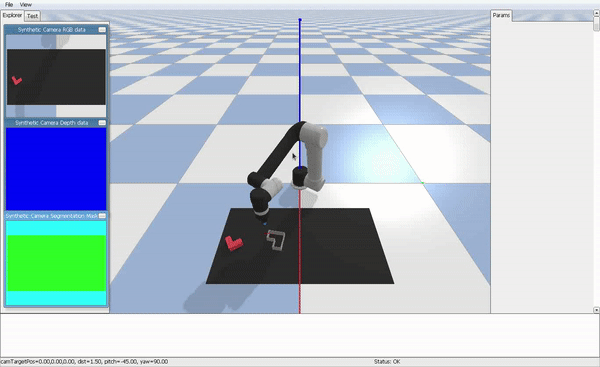 File View
Explorer Test
Params
Synthetic Camera RGB data
Synthetic Camera Depth data
Synthetic Camera Segmentation Mask
camTargetPos=0.00,0.00,0.00, dist=1.50, pitch=-45.00, yaw=90.00
Status: OK